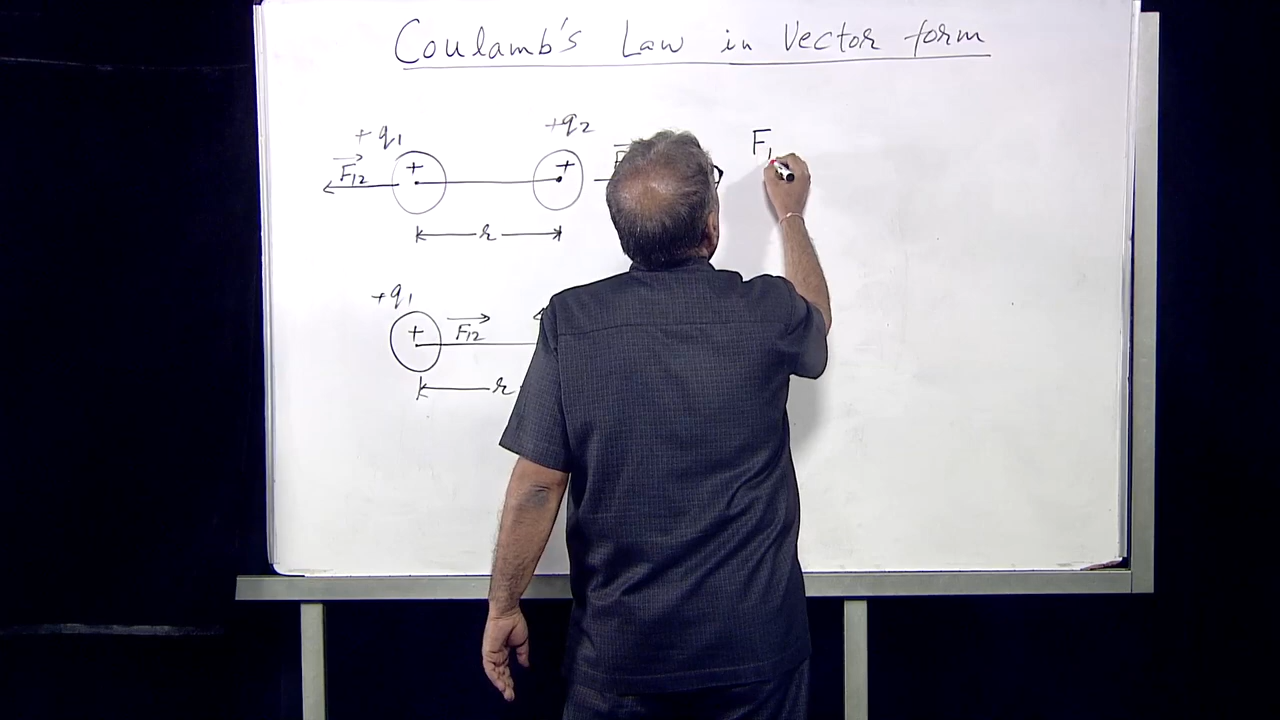 Coulamb's Law in Vector form
+q1 +q2
F12 + + F1
r
+q1
+ F12
r